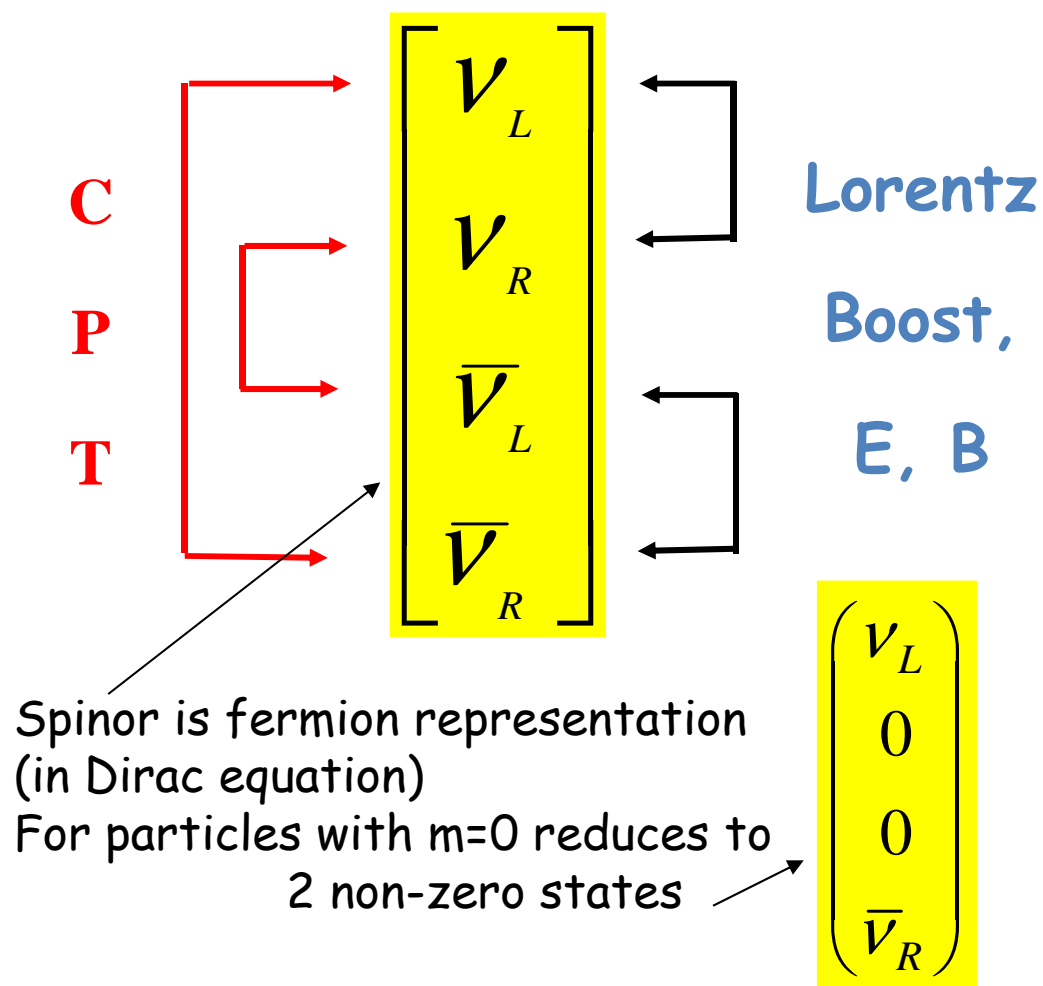 C
P
T
ν_L
ν_R
ν̅_L
ν̅_R
Lorentz
Boost,
E, B
Spinor is fermion representation
(in Dirac equation)
For particles with m=0 reduces to
2 non-zero states
ν_L
0
0
ν̅_R